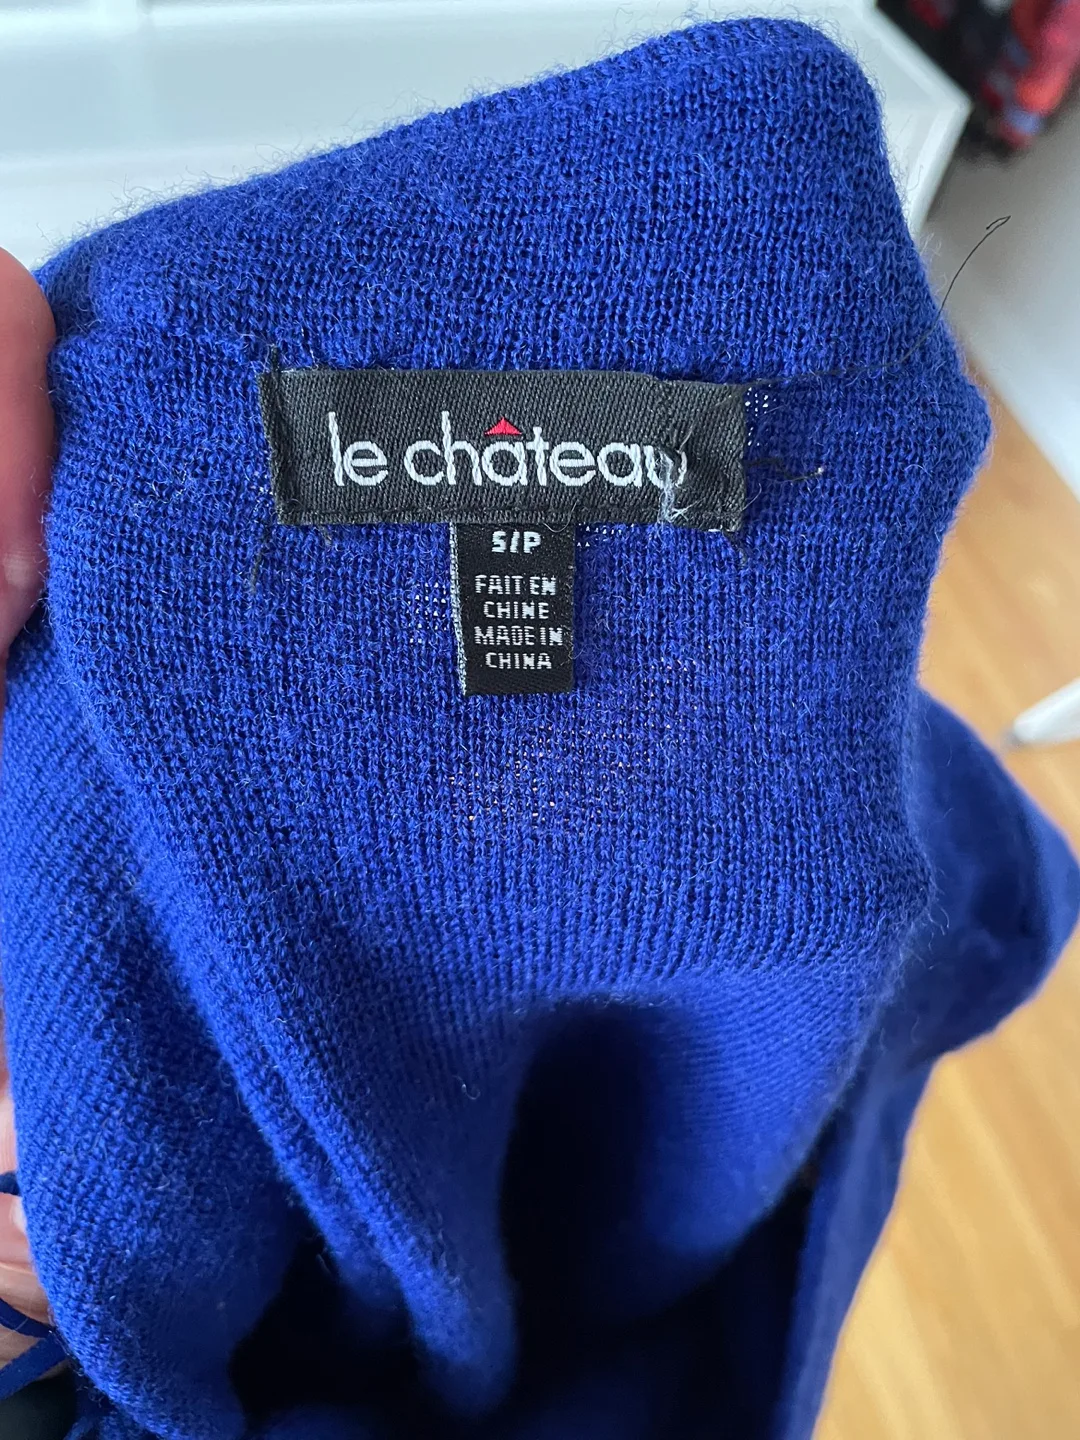 le château
S/P
FAIT EN
CHINE
MADE IN
CHINA